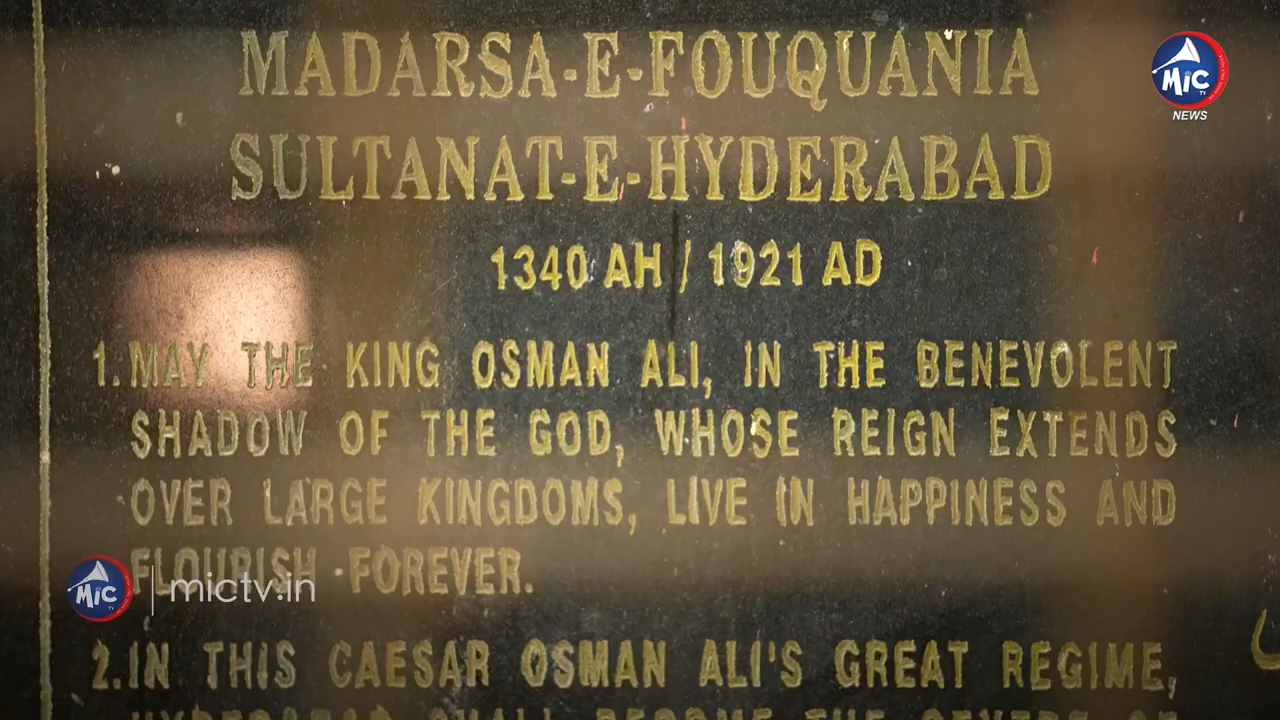 MADARSA-E-FOUQUANIA
SULTANAT-E-HYDERABAD
1340 AH / 1921 AD
1. MAY THE KING OSMAN ALI, IN THE BENEVOLENT
SHADOW OF THE GOD, WHOSE REIGN EXTENDS
OVER LARGE KINGDOMS, LIVE IN HAPPINESS AND
FLOURISH FOREVER.
2. IN THIS CAESAR OSMAN ALI'S GREAT REGIME,
MiC TV
NEWS
MiC TV
mictv.in